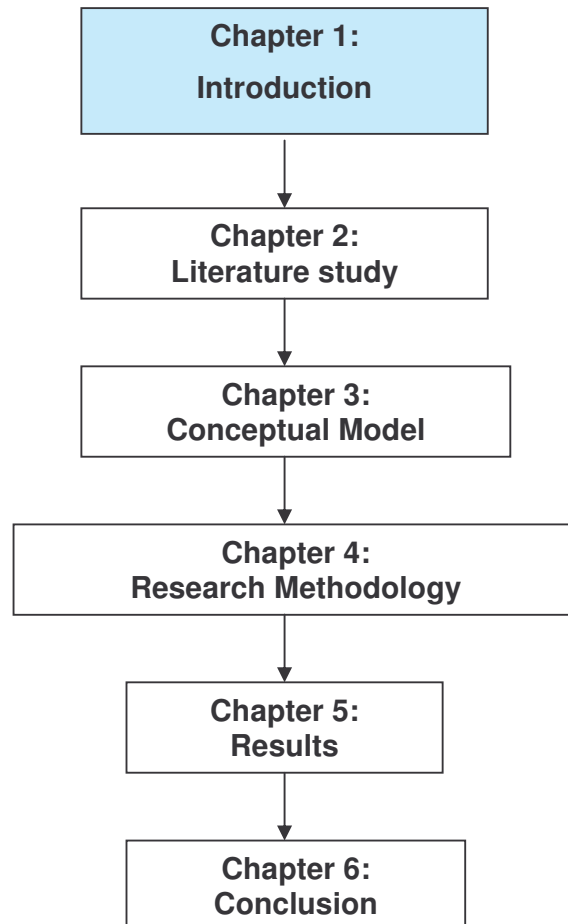 Chapter 1:
Introduction
Chapter 2:
Literature study
Chapter 3:
Conceptual Model
Chapter 4:
Research Methodology
Chapter 5:
Results
Chapter 6:
Conclusion